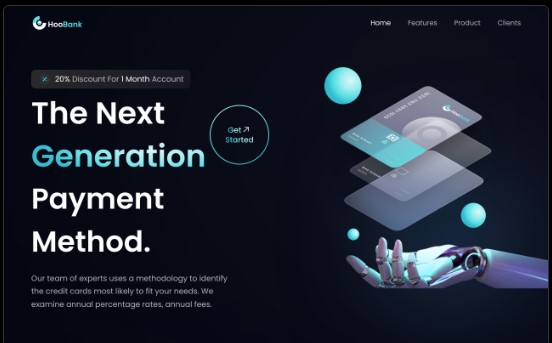 HooBank
Home Features Product Clients
20% Discount For 1 Month Account
The Next
Generation
Payment
Method.
Get ↗
Started
Our team of experts uses a methodology to identify
the credit cards most likely to fit your needs. We
examine annual percentage rates, annual fees.
HooBank